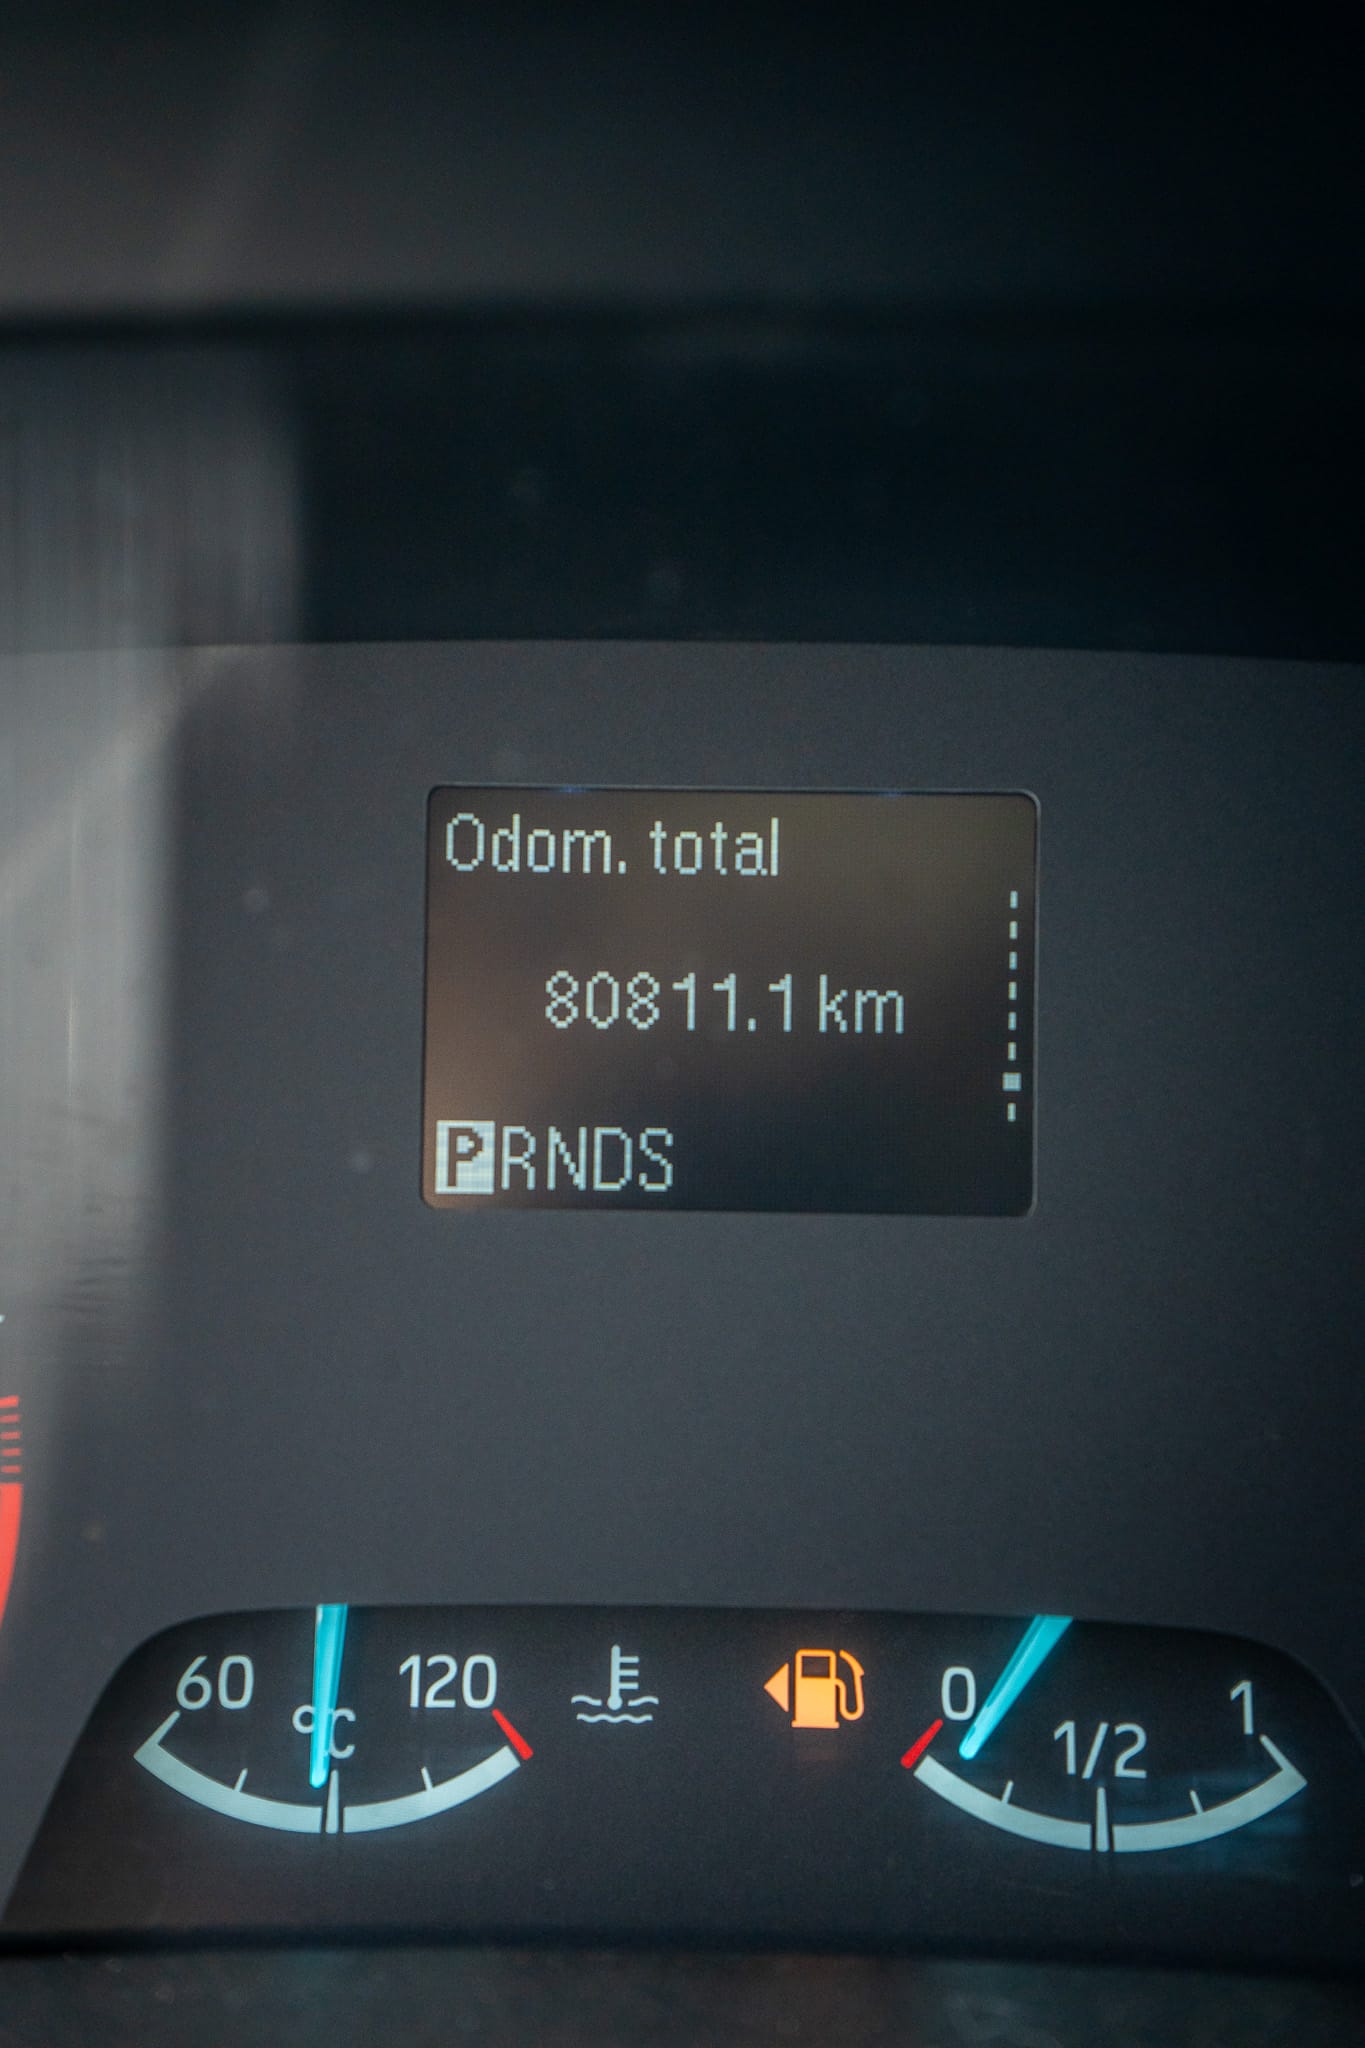 Odom. total
80811.1 km
PRNDS
60 °C 120
0 1/2 1